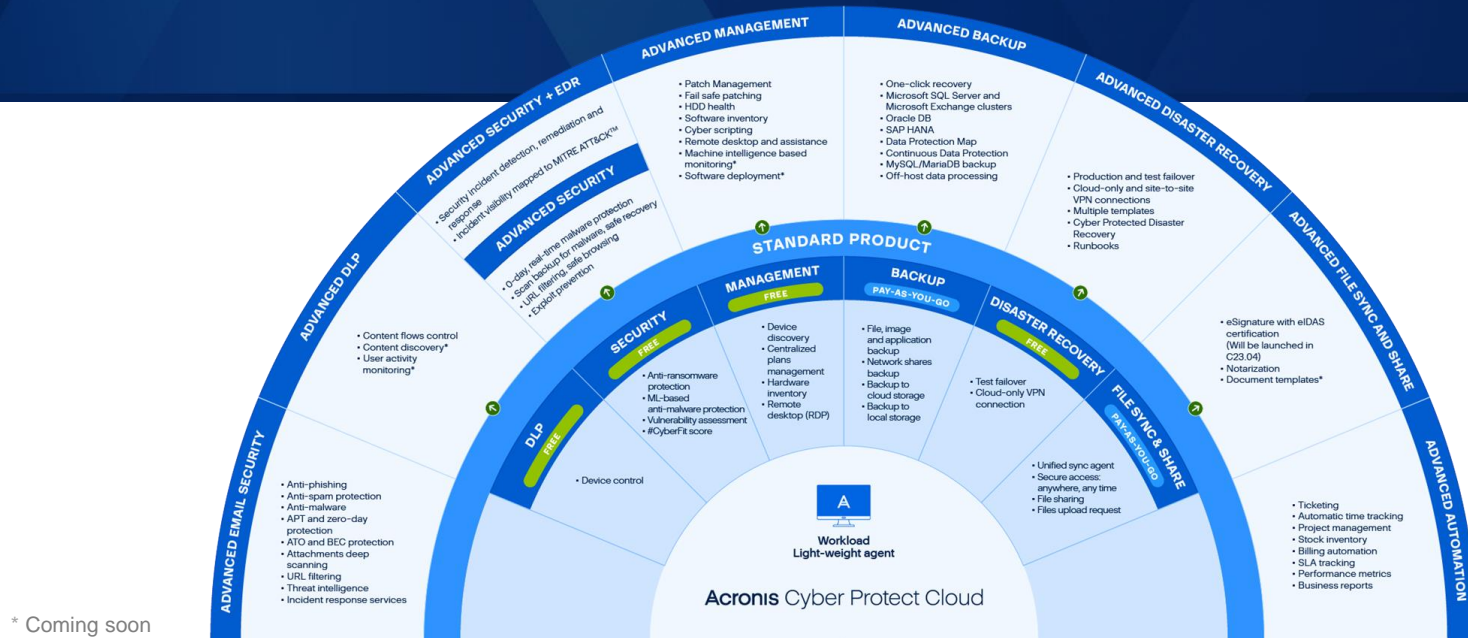 ADVANCED EMAIL SECURITY
• Anti-phishing
• Anti-spam protection
• Anti-malware
• APT and zero-day
protection
• ATO and BEC protection
• Attachments deep
scanning
• URL filtering
• Threat intelligence
• Incident response services
ADVANCED DLP
• Content flows control
• Content discovery*
• User activity
monitoring*
ADVANCED SECURITY + EDR
• Security incident detection, remediation and
response
• Incident visibility mapped to MITRE ATT&CK™
ADVANCED SECURITY
• 0-day, real-time malware protection
• Scan backup for malware, safe recovery
• URL filtering, safe browsing
• Exploit prevention
ADVANCED MANAGEMENT
• Patch Management
• Fail safe patching
• HDD health
• Software inventory
• Cyber scripting
• Remote desktop and assistance
• Machine intelligence based
monitoring*
• Software deployment*
ADVANCED BACKUP
• One-click recovery
• Microsoft SQL Server and
Microsoft Exchange clusters
• Oracle DB
• SAP HANA
• Data Protection Map
• Continuous Data Protection
• MySQL/MariaDB backup
• Off-host data processing
ADVANCED DISASTER RECOVERY
• Production and test failover
• Cloud-only and site-to-site
VPN connections
• Multiple templates
• Cyber Protected Disaster
Recovery
• Runbooks
ADVANCED FILE SYNC AND SHARE
• eSignature with eIDAS
certification
(Will be launched in
C23.04)
• Notarization
• Document templates*
ADVANCED AUTOMATION
• Ticketing
• Automatic time tracking
• Project management
• Stock inventory
• Billing automation
• SLA tracking
• Performance metrics
• Business reports
STANDARD PRODUCT
DLP
FREE
• Device control
SECURITY
FREE
• Anti-ransomware
protection
• ML-based
anti-malware protection
• Vulnerability assessment
• #CyberFit score
MANAGEMENT
FREE
• Device
discovery
• Centralized
plans
management
• Hardware
inventory
• Remote
desktop (RDP)
BACKUP
PAY-AS-YOU-GO
• File, image
and application
backup
• Network shares
backup
• Backup to
cloud storage
• Backup to
local storage
DISASTER RECOVERY
FREE
• Test failover
• Cloud-only VPN
connection
FILE SYNC & SHARE
PAY-AS-YOU-GO
• Unified sync agent
• Secure access:
anywhere, any time
• File sharing
• Files upload request
A
Workload
Light-weight agent
Acronis Cyber Protect Cloud
* Coming soon